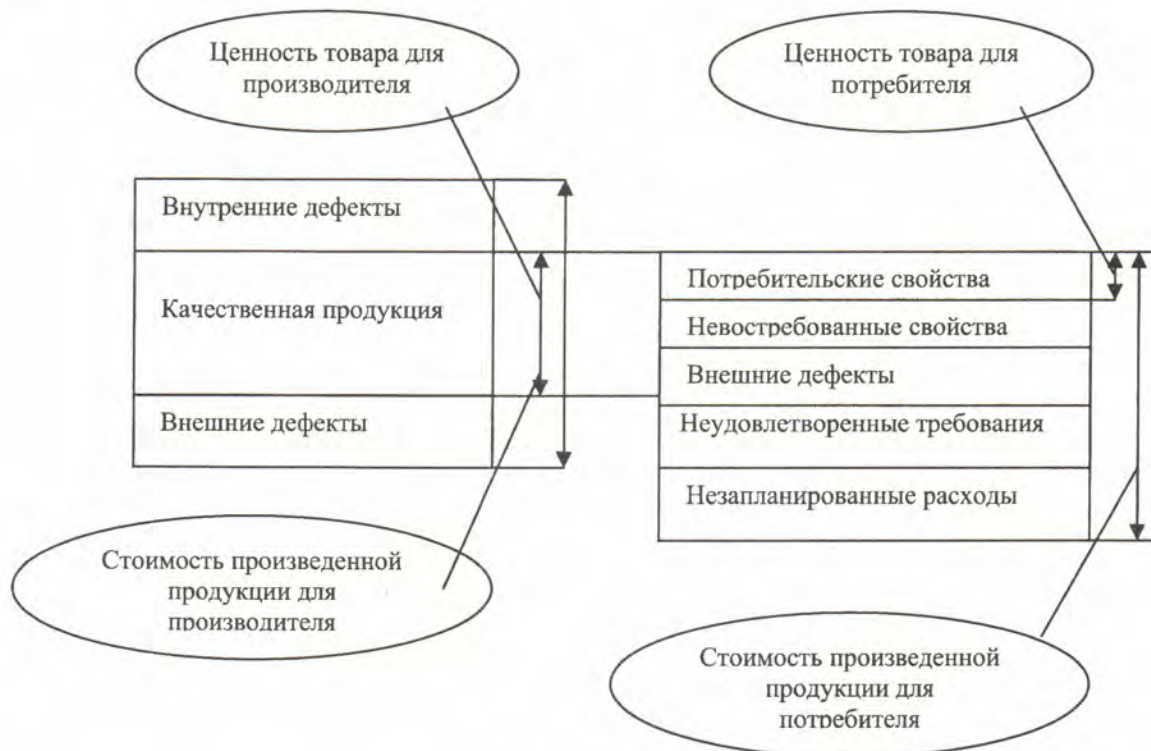 Ценность товара для
производителя
Ценность товара для
потребителя
Внутренние дефекты
Качественная продукция
Внешние дефекты
Потребительские свойства
Невостребованные свойства
Внешние дефекты
Неудовлетворенные требования
Незапланированные расходы
Стоимость произведенной
продукции для
производителя
Стоимость произведенной
продукции для
потребителя